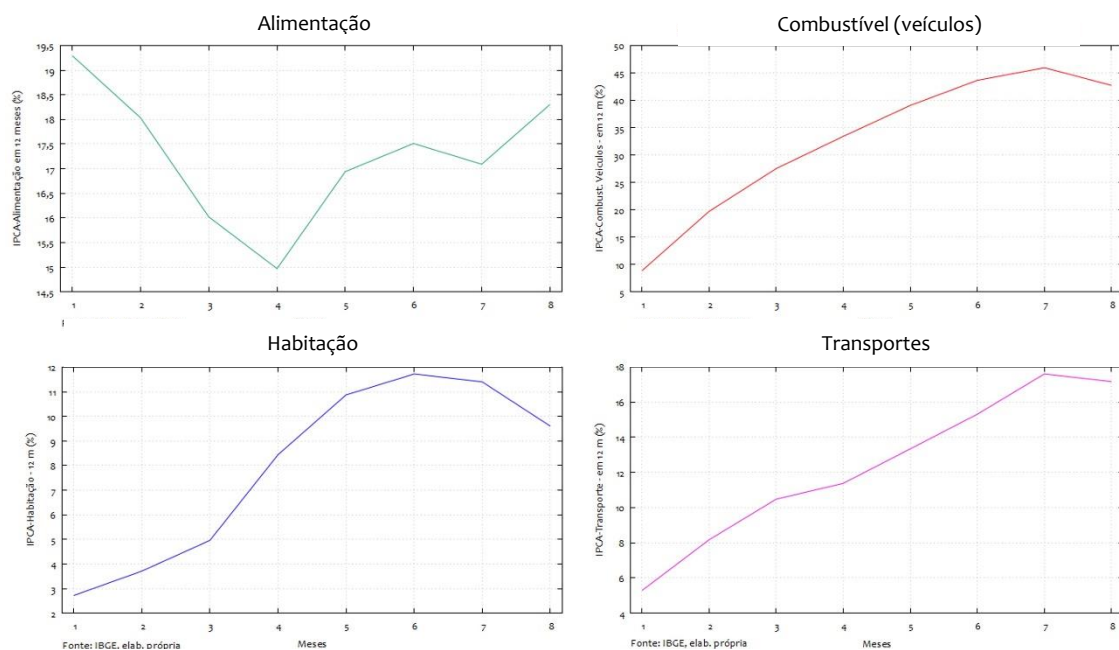 Alimentação
IPCA-Alimentação em 12 meses (%)
19,5
19
18,5
18
17,5
17
16,5
16
15,5
15
14,5
1 2 3 4 5 6 7 8
Combustível (veículos)
IPCA-Combust. Veículos - em 12 m (%)
50
45
40
35
30
25
20
15
10
5
1 2 3 4 5 6 7 8
Habitação
IPCA-Habitação - 12 m (%)
12
11
10
9
8
7
6
5
4
3
2
1 2 3 4 5 6 7 8
Fonte: IBGE, elab. própria Meses
Transportes
IPCA-Transporte - em 12 m (%)
18
16
14
12
10
8
6
4
1 2 3 4 5 6 7 8
Fonte: IBGE, elab. própria Meses